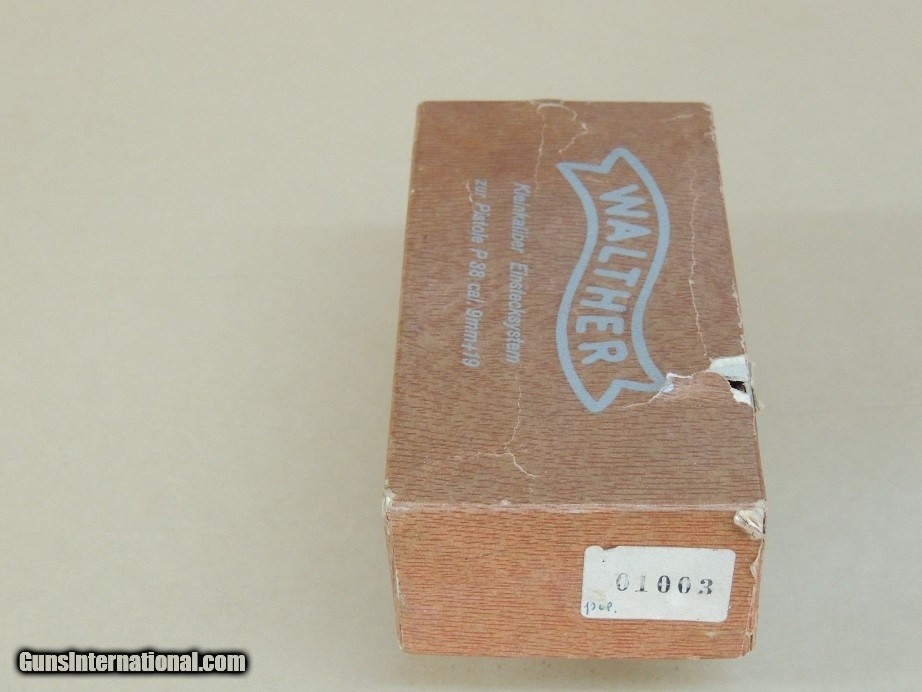 WALTHER
Kleinkaliber Einstecksystem
zur Pistole P 38 cal. 9mm+19
01003
GunsInternational.com